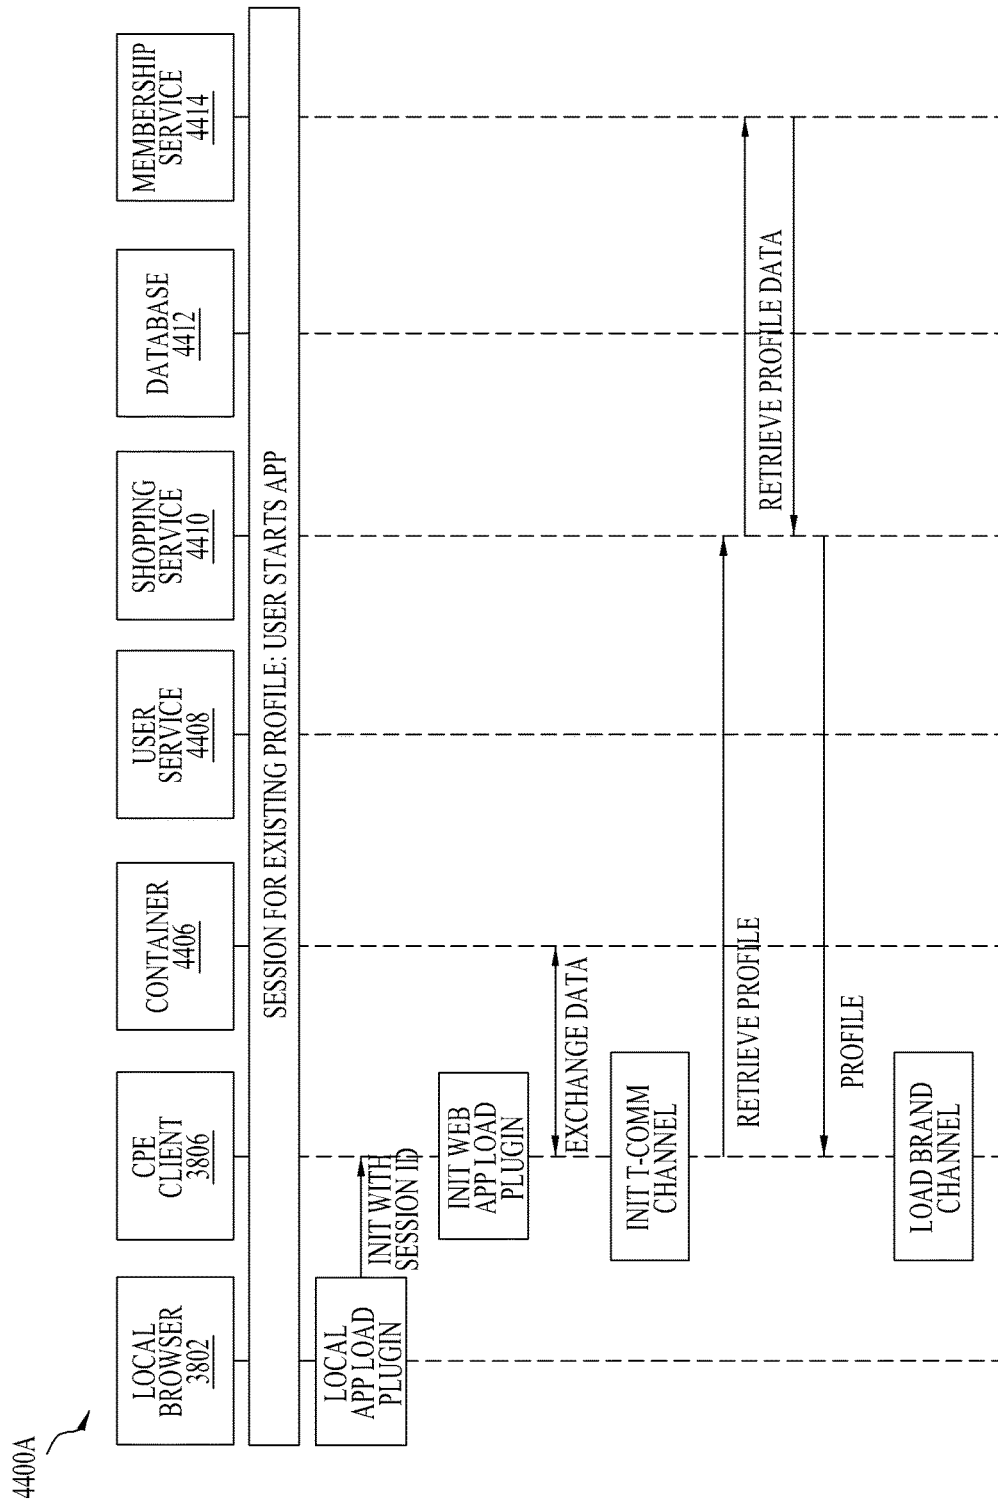 4400A
LOCAL
BROWSER
3802
CPE
CLIENT
3806
CONTAINER
4406
USER
SERVICE
4408
SHOPPING
SERVICE
4410
DATABASE
4412
MEMBERSHIP
SERVICE
4414
SESSION FOR EXISTING PROFILE: USER STARTS APP
LOCAL
APP LOAD
PLUGIN
INIT WITH
SESSION ID
INIT WEB
APP LOAD
PLUGIN
EXCHANGE DATA
INIT T-COMM
CHANNEL
RETRIEVE PROFILE
RETRIEVE PROFILE DATA
PROFILE
LOAD BRAND
CHANNEL